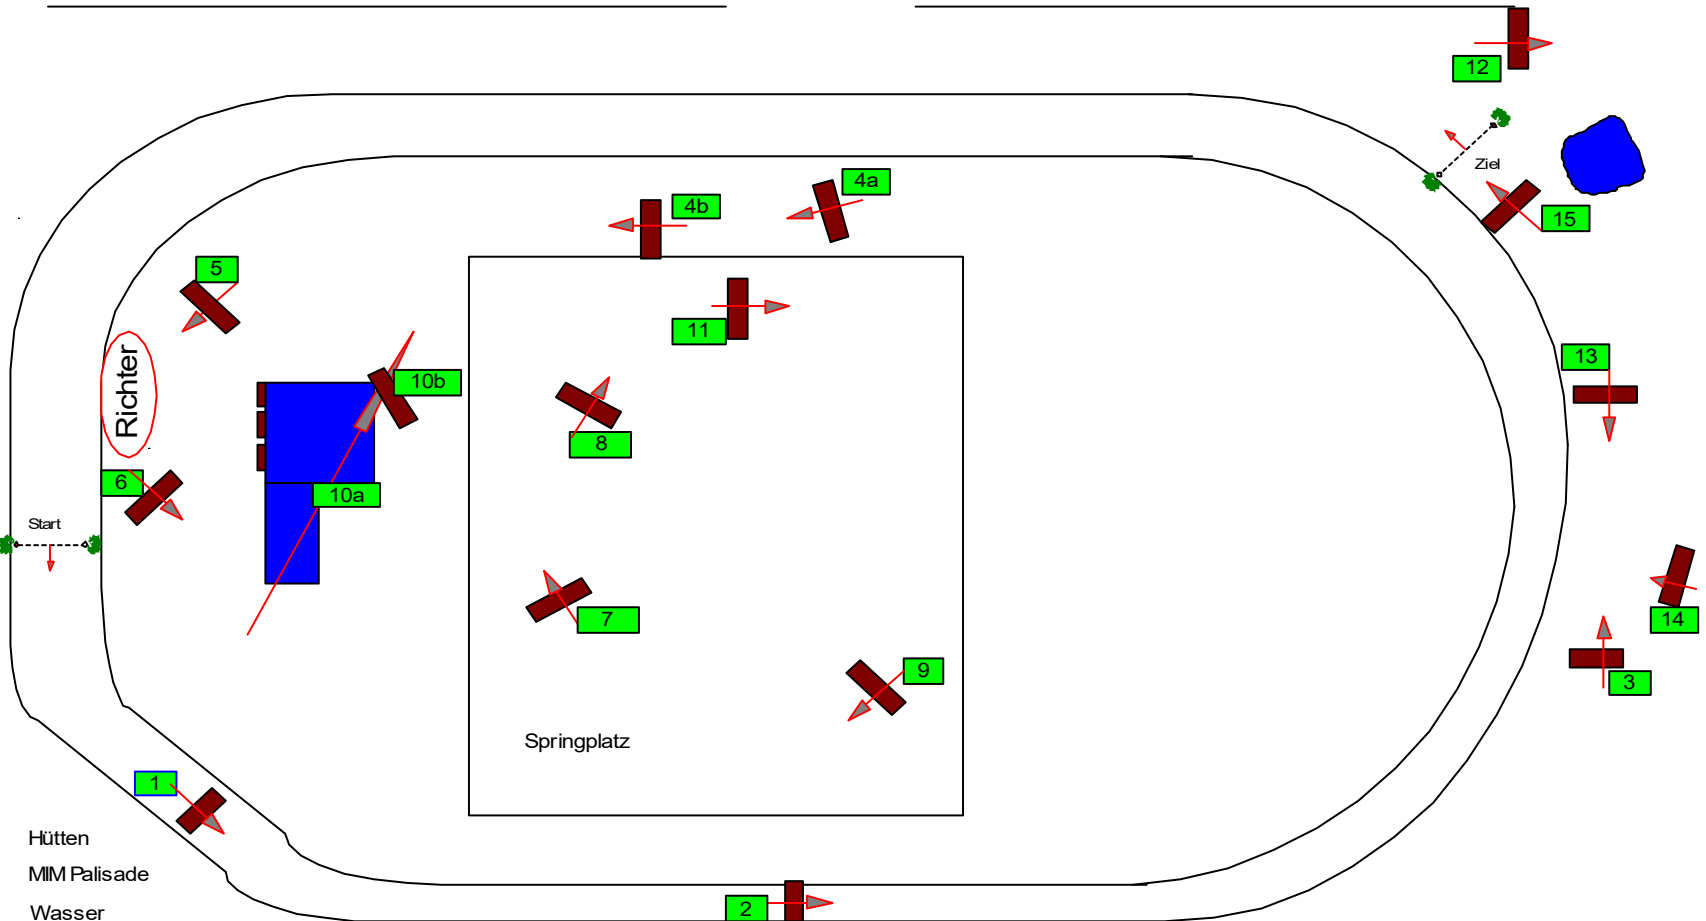 12
Ziel
4a
4b
15
5
11
13
Richter
10b
8
6
10a
Start
7
14
9
3
Springplatz
1
Hütten
MIM Palisade
Wasser
2